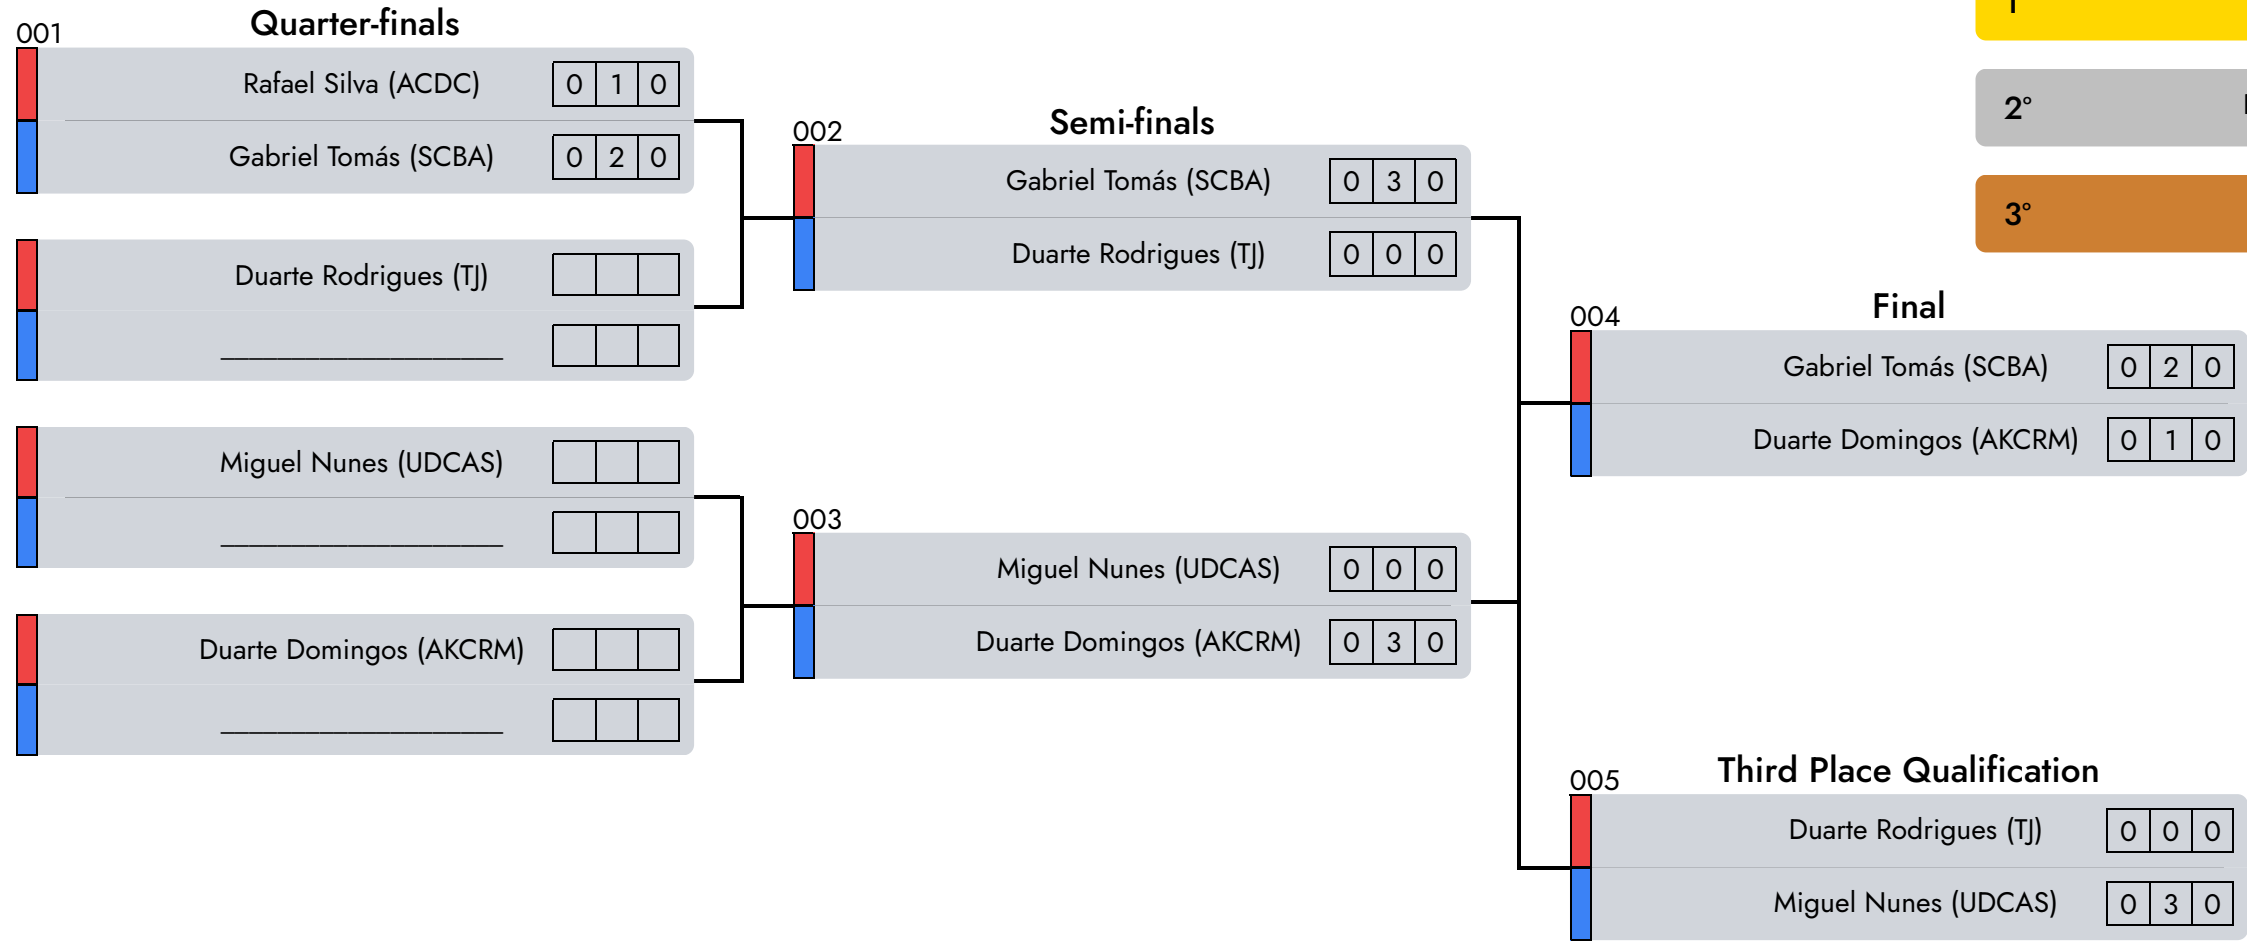 Quarter-finals
001
Rafael Silva (ACDC) 0 1 0
Gabriel Tomás (SCBA) 0 2 0
Duarte Rodrigues (TJ)
____________________
Miguel Nunes (UDCAS)
____________________
Duarte Domingos (AKCRM)
____________________
Semi-finals
002
Gabriel Tomás (SCBA) 0 3 0
Duarte Rodrigues (TJ) 0 0 0
003
Miguel Nunes (UDCAS) 0 0 0
Duarte Domingos (AKCRM) 0 3 0
2°
3°
Final
004
Gabriel Tomás (SCBA) 0 2 0
Duarte Domingos (AKCRM) 0 1 0
Third Place Qualification
005
Duarte Rodrigues (TJ) 0 0 0
Miguel Nunes (UDCAS) 0 3 0